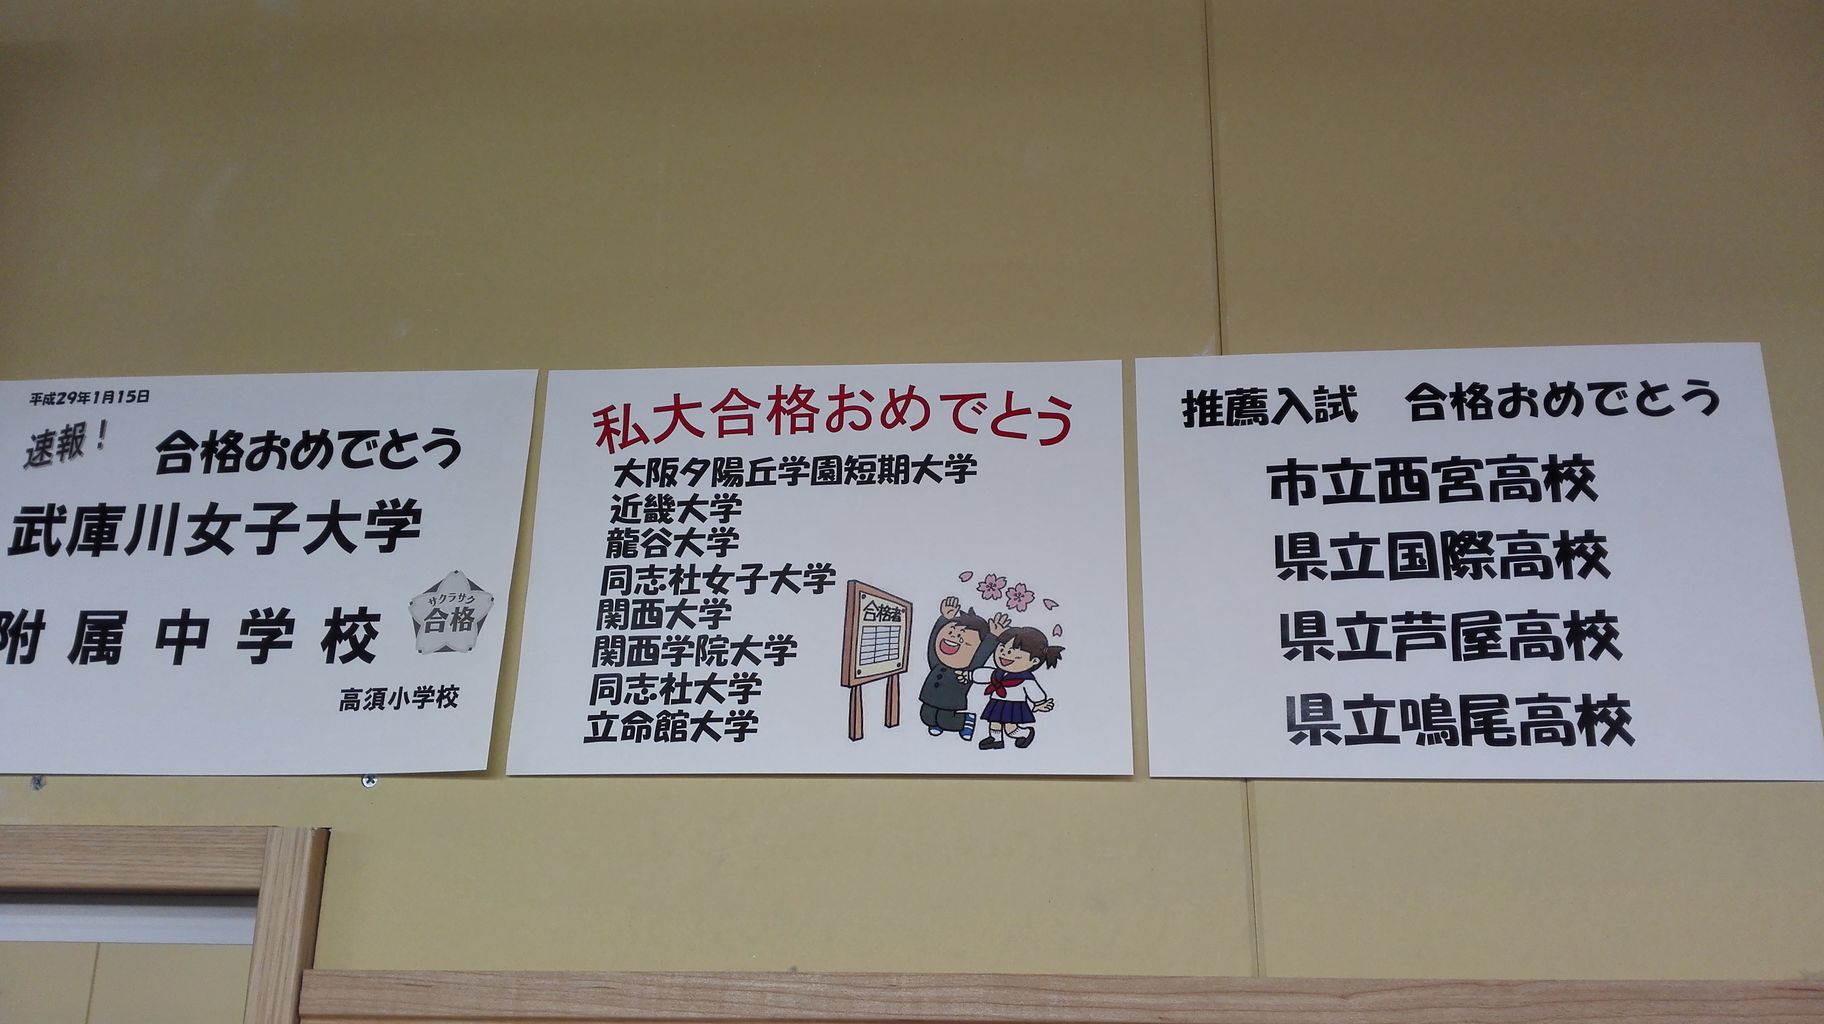 平成29年1月15日
速報！
合格おめでとう
武庫川女子大学
附属中学校
サクラサク
合格
高須小学校
私大合格おめでとう
大阪夕陽丘学園短期大学
近畿大学
龍谷大学
同志社女子大学
関西大学
関西学院大学
同志社大学
立命館大学
合格者
推薦入試 合格おめでとう
市立西宮高校
県立国際高校
県立芦屋高校
県立鳴尾高校